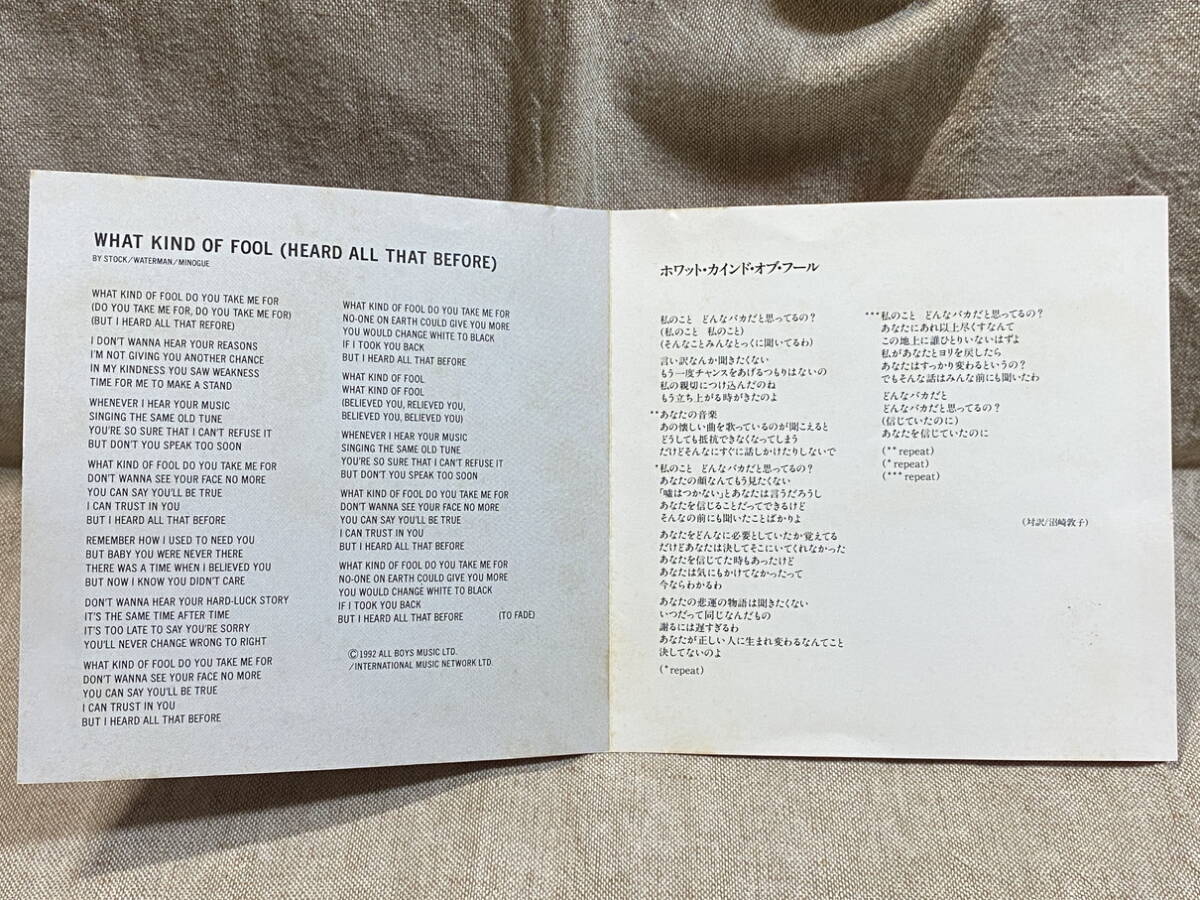 WHAT KIND OF FOOL (HEARD ALL THAT BEFORE)
BY STOCK/WATERMAN/MINOGUE
WHAT KIND OF FOOL DO YOU TAKE ME FOR
(DO YOU TAKE ME FOR, DO YOU TAKE ME FOR)
(BUT I HEARD ALL THAT REFORE)
I DON'T WANNA HEAR YOUR REASONS
I'M NOT GIVING YOU ANOTHER CHANCE
IN MY KINDNESS YOU SAW WEAKNESS
TIME FOR ME TO MAKE A STAND
WHENEVER I HEAR YOUR MUSIC
SINGING THE SAME OLD TUNE
YOU'RE SO SURE THAT I CAN'T REFUSE IT
BUT DON'T YOU SPEAK TOO SOON
WHAT KIND OF FOOL DO YOU TAKE ME FOR
DON'T WANNA SEE YOUR FACE NO MORE
YOU CAN SAY YOU'LL BE TRUE
I CAN TRUST IN YOU
BUT I HEARD ALL THAT BEFORE
REMEMBER HOW I USED TO NEED YOU
BUT BABY YOU WERE NEVER THERE
THERE WAS A TIME WHEN I BELIEVED YOU
BUT NOW I KNOW YOU DIDN'T CARE
DON'T WANNA HEAR YOUR HARD-LUCK STORY
IT'S THE SAME TIME AFTER TIME
IT'S TOO LATE TO SAY YOU'RE SORRY
YOU'LL NEVER CHANGE WRONG TO RIGHT
WHAT KIND OF FOOL DO YOU TAKE ME FOR
DON'T WANNA SEE YOUR FACE NO MORE
YOU CAN SAY YOU'LL BE TRUE
I CAN TRUST IN YOU
BUT I HEARD ALL THAT BEFORE
WHAT KIND OF FOOL DO YOU TAKE ME FOR
NO-ONE ON EARTH COULD GIVE YOU MORE
YOU WOULD CHANGE WHITE TO BLACK
IF I TOOK YOU BACK
BUT I HEARD ALL THAT BEFORE
WHAT KIND OF FOOL
WHAT KIND OF FOOL
(BELIEVED YOU, RELIEVED YOU,
BELIEVED YOU, BELIEVED YOU)
WHENEVER I HEAR YOUR MUSIC
SINGING THE SAME OLD TUNE
YOU'RE SO SURE THAT I CAN'T REFUSE IT
BUT DON'T YOU SPEAK TOO SOON
WHAT KIND OF FOOL DO YOU TAKE ME FOR
DON'T WANNA SEE YOUR FACE NO MORE
YOU CAN SAY YOU'LL BE TRUE
I CAN TRUST IN YOU
BUT I HEARD ALL THAT BEFORE
WHAT KIND OF FOOL DO YOU TAKE ME FOR
NO-ONE ON EARTH COULD GIVE YOU MORE
YOU WOULD CHANGE WHITE TO BLACK
IF I TOOK YOU BACK
BUT I HEARD ALL THAT BEFORE (TO FADE)
©1992 ALL BOYS MUSIC LTD.
/INTERNATIONAL MUSIC NETWORK LTD.
ホワット・カインド・オブ・フール
私のこと どんなバカだと思ってるの?
(私のこと 私のこと)
(そんなことみんなとっくに聞いてるわ)
言い訳なんか聞きたくない
もう一度チャンスをあげるつもりはないの
私の親切につけ込んだのね
もう立ち上がる時がきたのよ
**あなたの音楽
あの懐しい曲を歌っているのが聞こえると
どうしても抵抗できなくなってしまう
だけどそんなにすぐに話しかけたりしないで
*私のこと どんなバカだと思ってるの?
あなたの顔なんてもう見たくない
「嘘はつかない」とあなたは言うだろうし
あなたを信じることだってできるけど
そんなの前にも聞いたことばかりよ
あなたをどんなに必要としていたか覚えてる
だけどあなたは決してそこにいてくれなかった
あなたを信じてた時もあったけど
あなたは気にもかけてなかったって
今ならわかるわ
あなたの悲運の物語は聞きたくない
いつだって同じなんだもの
謝るには遅すぎるわ
あなたが正しい人に生まれ変わるなんてこと
決してないのよ
(*repeat)
***私のこと どんなバカだと思ってるの?
あなたにあれ以上尽くすなんて
この地上に誰ひとりいないはずよ
私があなたとヨリを戻したら
あなたはすっかり変わるというの?
でもそんな話はみんな前にも聞いたわ
どんなバカだと
どんなバカだと思ってるの?
(信じていたのに)
あなたを信じていたのに
(**repeat)
(*repeat)
(***repeat)
(対訳/沼崎敦子)